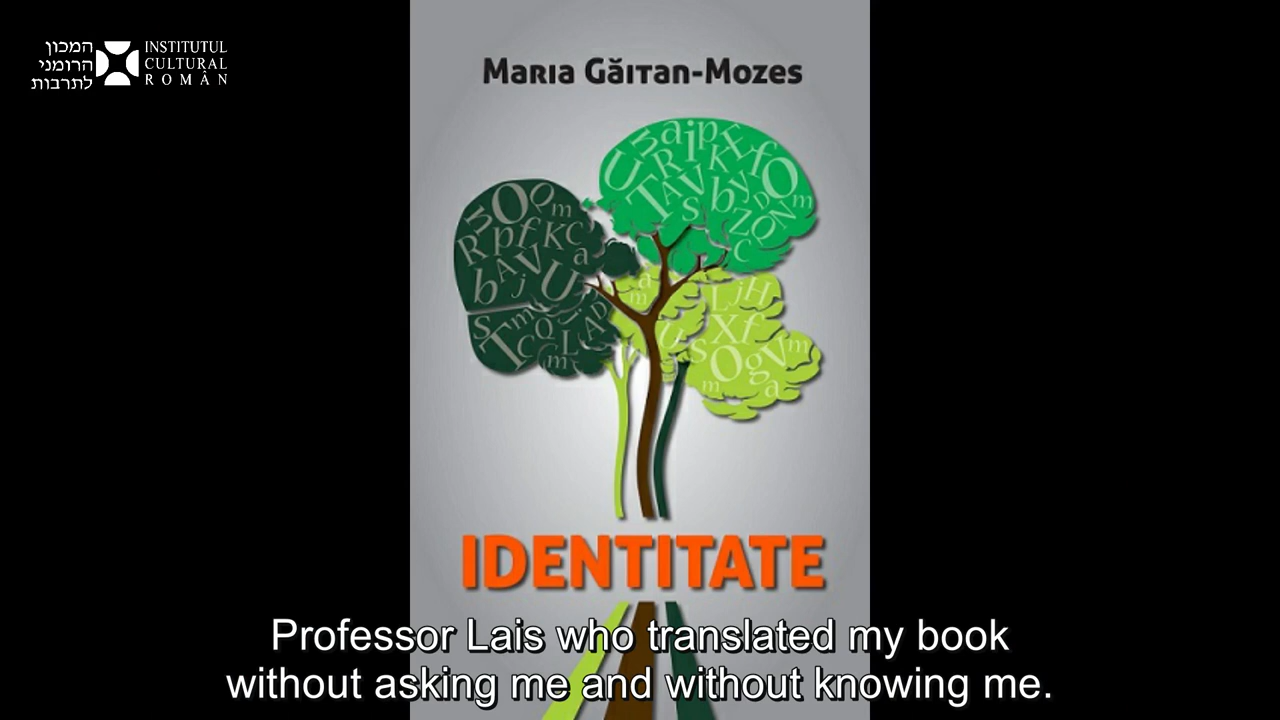 המכון
הרומני
לתרבות
INSTITUTUL
CULTURAL
ROMÂN
Maria Găitan-Mozes
IDENTITATE
Professor Lais who translated my book
without asking me and without knowing me.